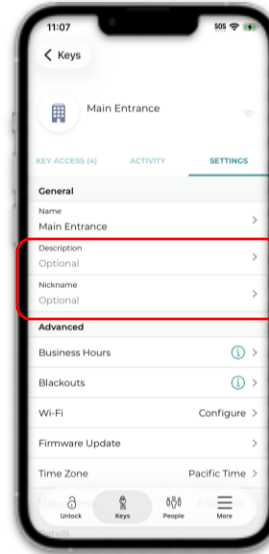 11:07
SOS
Keys
Main Entrance
KEY ACCESS (4) ACTIVITY SETTINGS
General
Name
Main Entrance
Description
Optional
Nickname
Optional
Advanced
Business Hours
Blackouts
Wi-Fi Configure
Firmware Update
Time Zone Pacific Time
Unlock Keys People More